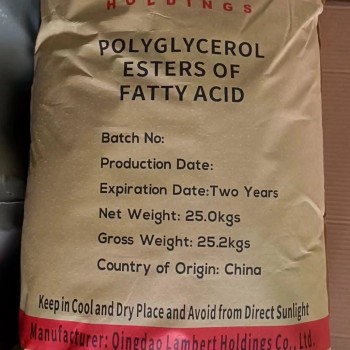 HOLDINGS
POLYGLYCEROL
ESTERS OF
FATTY ACID
Batch No:
Production Date:
Expiration Date:Two Years
Net Weight: 25.0kgs
Gross Weight: 25.2kgs
Country of Origin: China
Keep in Cool and Dry Place and Avoid from Direct Sunlight
Manufacturer: Qingdao Lambert Holdings Co., Ltd.